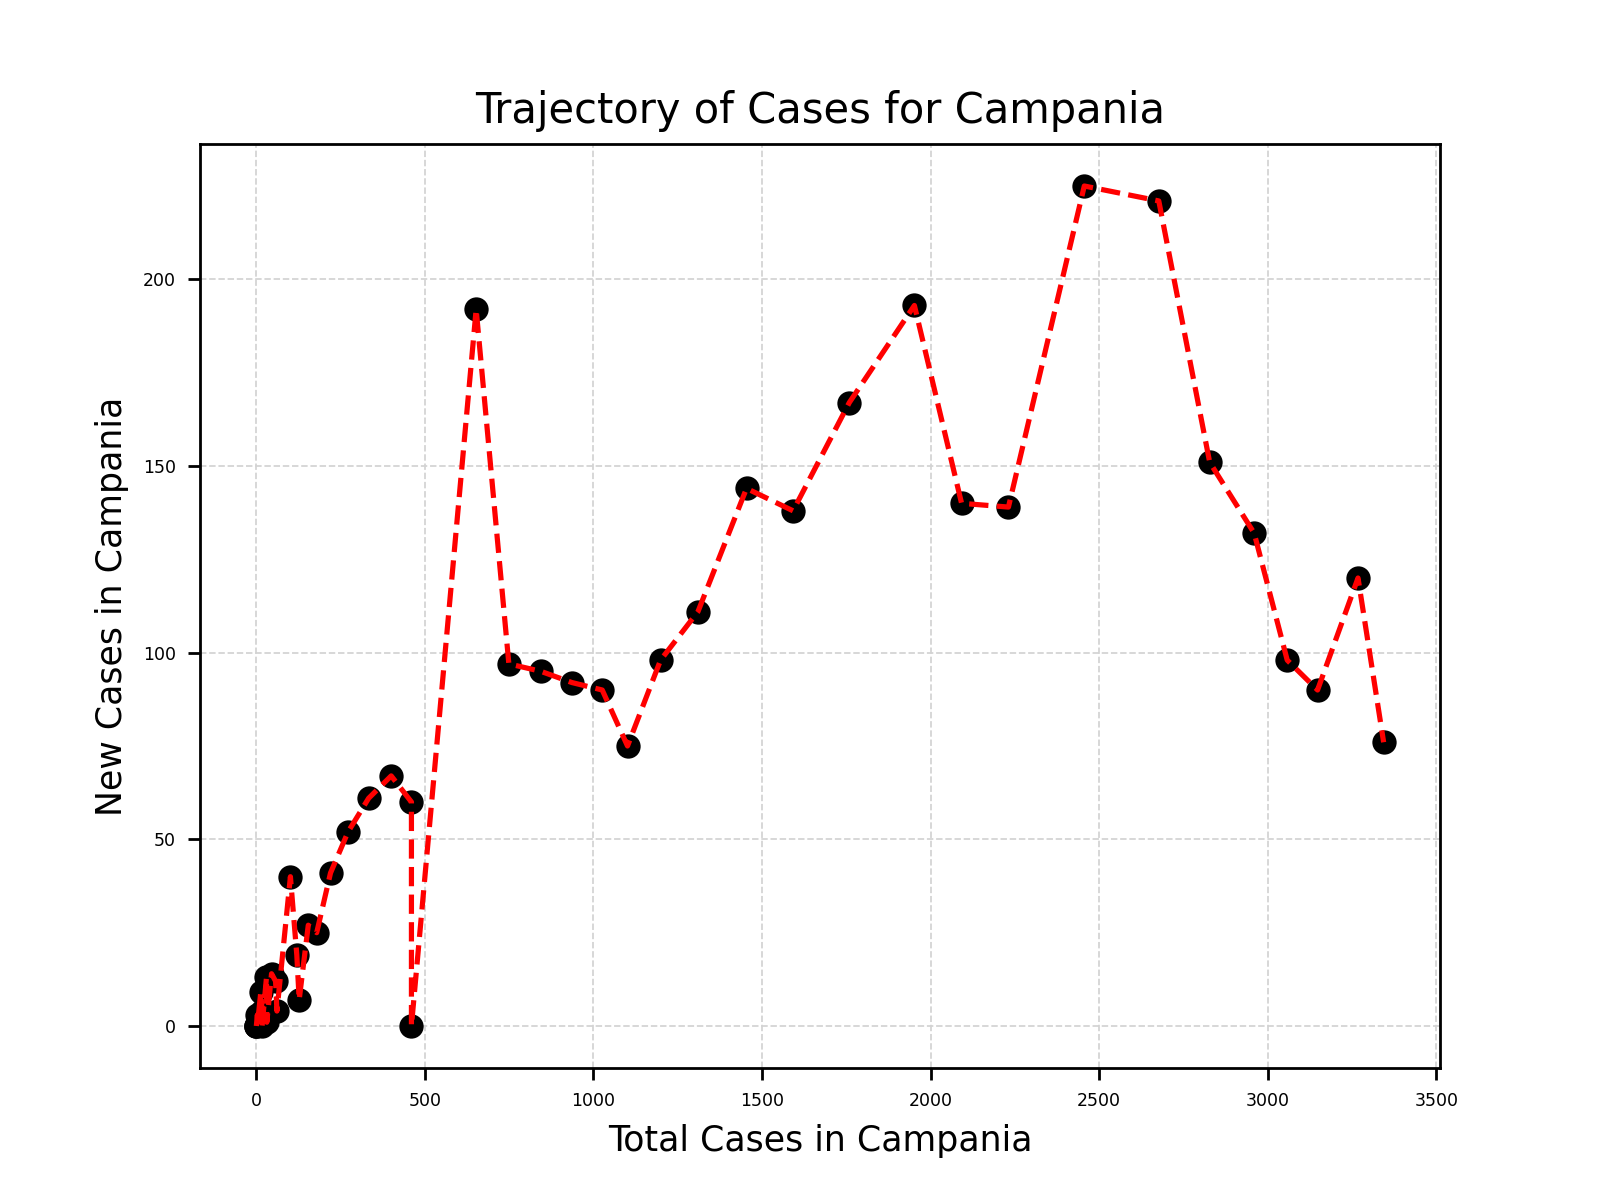 Trajectory of Cases for Campania
New Cases in Campania
200
150
100
50
0
0 500 1000 1500 2000 2500 3000 3500
Total Cases in Campania